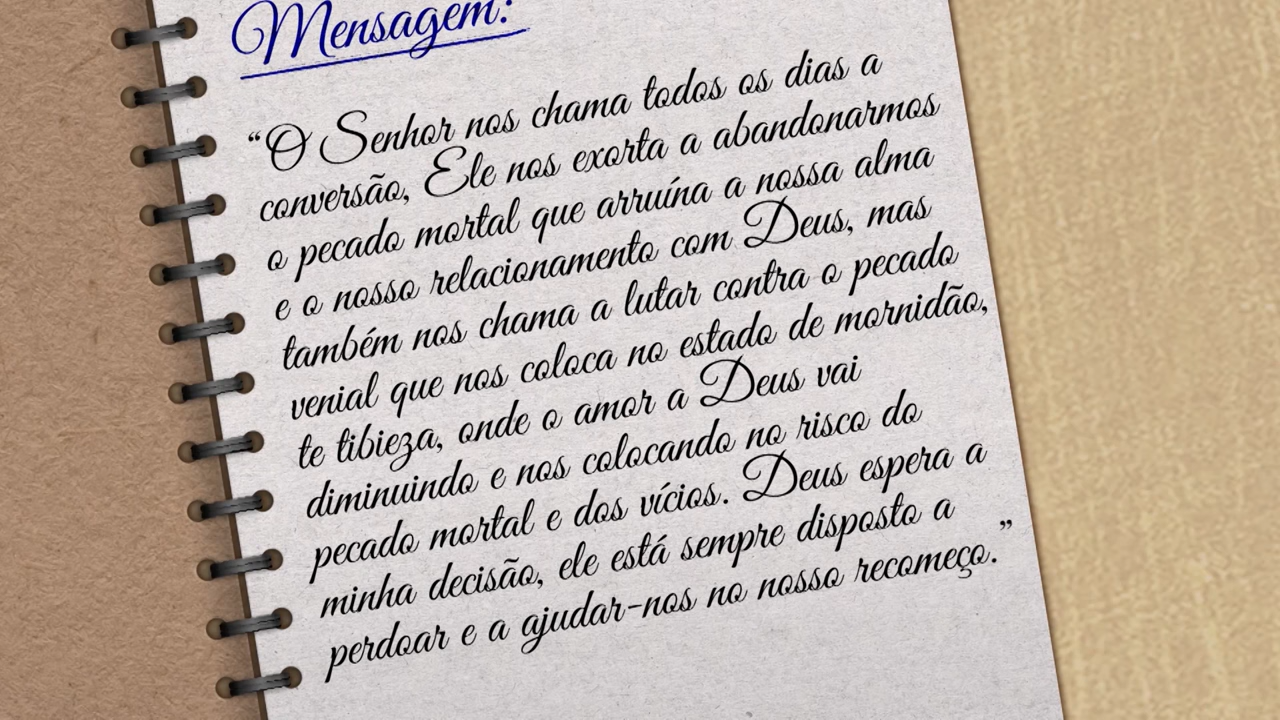 Mensagem:
“O Senhor nos chama todos os dias a
conversão, Ele nos exorta a abandonarmos
o pecado mortal que arruína a nossa alma
e o nosso relacionamento com Deus, mas
também nos chama a lutar contra o pecado
venial que nos coloca no estado de mornidão,
te tibieza, onde o amor a Deus vai
diminuindo e nos colocando no risco do
pecado mortal e dos vícios. Deus espera a
minha decisão, ele está sempre disposto a
perdoar e a ajudar-nos no nosso recomeço.”